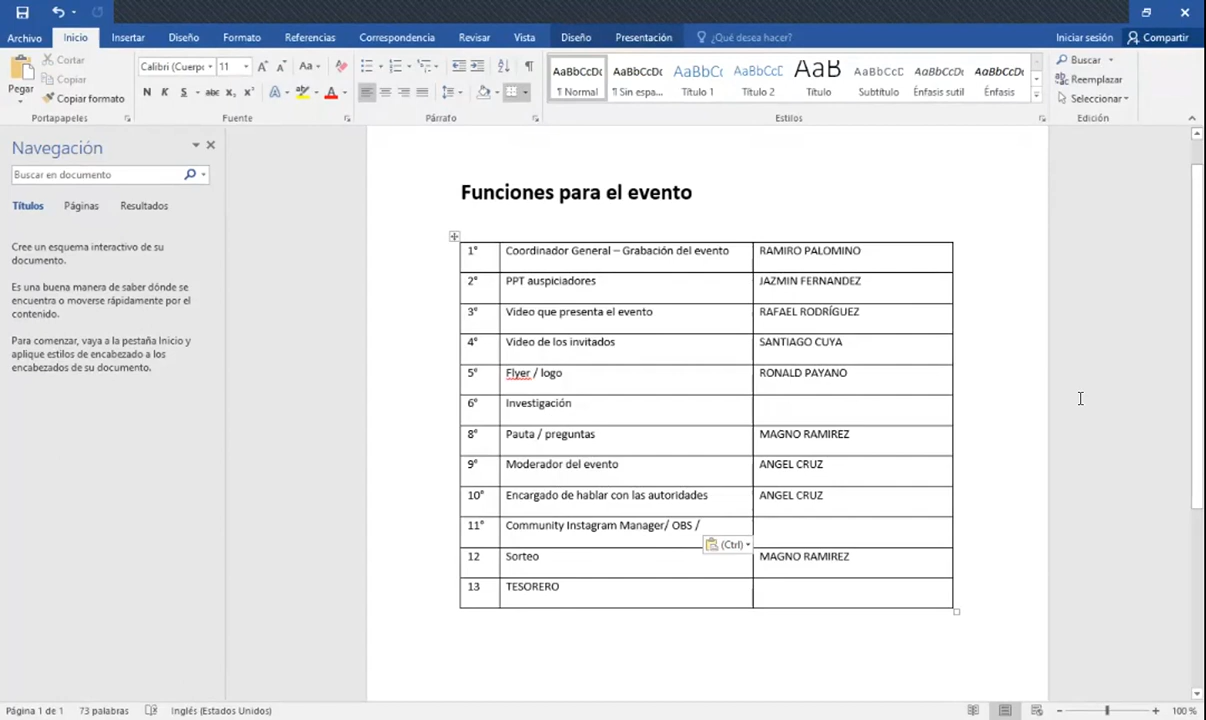 Archivo Inicio Insertar Diseño Formato Referencias Correspondencia Revisar Vista Diseño Presentación ¿Qué desea hacer? Iniciar sesión Compartir
Pegar
Cortar
Copiar
Copiar formato
Portapapeles
Calibri (Cuerpo 11
Fuente
Párrafo
AaBbCcDc AaBbCcDc AaBbCc AaBbCcD AaB AaBbCcD AaBbCcDc AaBbCcDc
¶ Normal ¶ Sin espa... Título 1 Título 2 Título Subtítulo Énfasis sutil Énfasis
Estilos
Buscar
Reemplazar
Seleccionar
Edición
Navegación
Buscar en documento
Títulos Páginas Resultados
Cree un esquema interactivo de su
documento.
Es una buena manera de saber dónde se
encuentra o moverse rápidamente por el
contenido.
Para comenzar, vaya a la pestaña Inicio y
aplique estilos de encabezado a los
encabezados de su documento.
Funciones para el evento
1° Coordinador General – Grabación del evento RAMIRO PALOMINO
2° PPT auspiciadores JAZMIN FERNANDEZ
3° Video que presenta el evento RAFAEL RODRÍGUEZ
4° Video de los invitados SANTIAGO CUYA
5° Flyer / logo RONALD PAYANO
6° Investigación
8° Pauta / preguntas MAGNO RAMIREZ
9° Moderador del evento ANGEL CRUZ
10° Encargado de hablar con las autoridades ANGEL CRUZ
11° Community Instagram Manager/ OBS /
(Ctrl)
12 Sorteo MAGNO RAMIREZ
13 TESORERO
Página 1 de 1 73 palabras Inglés (Estados Unidos) 100 %